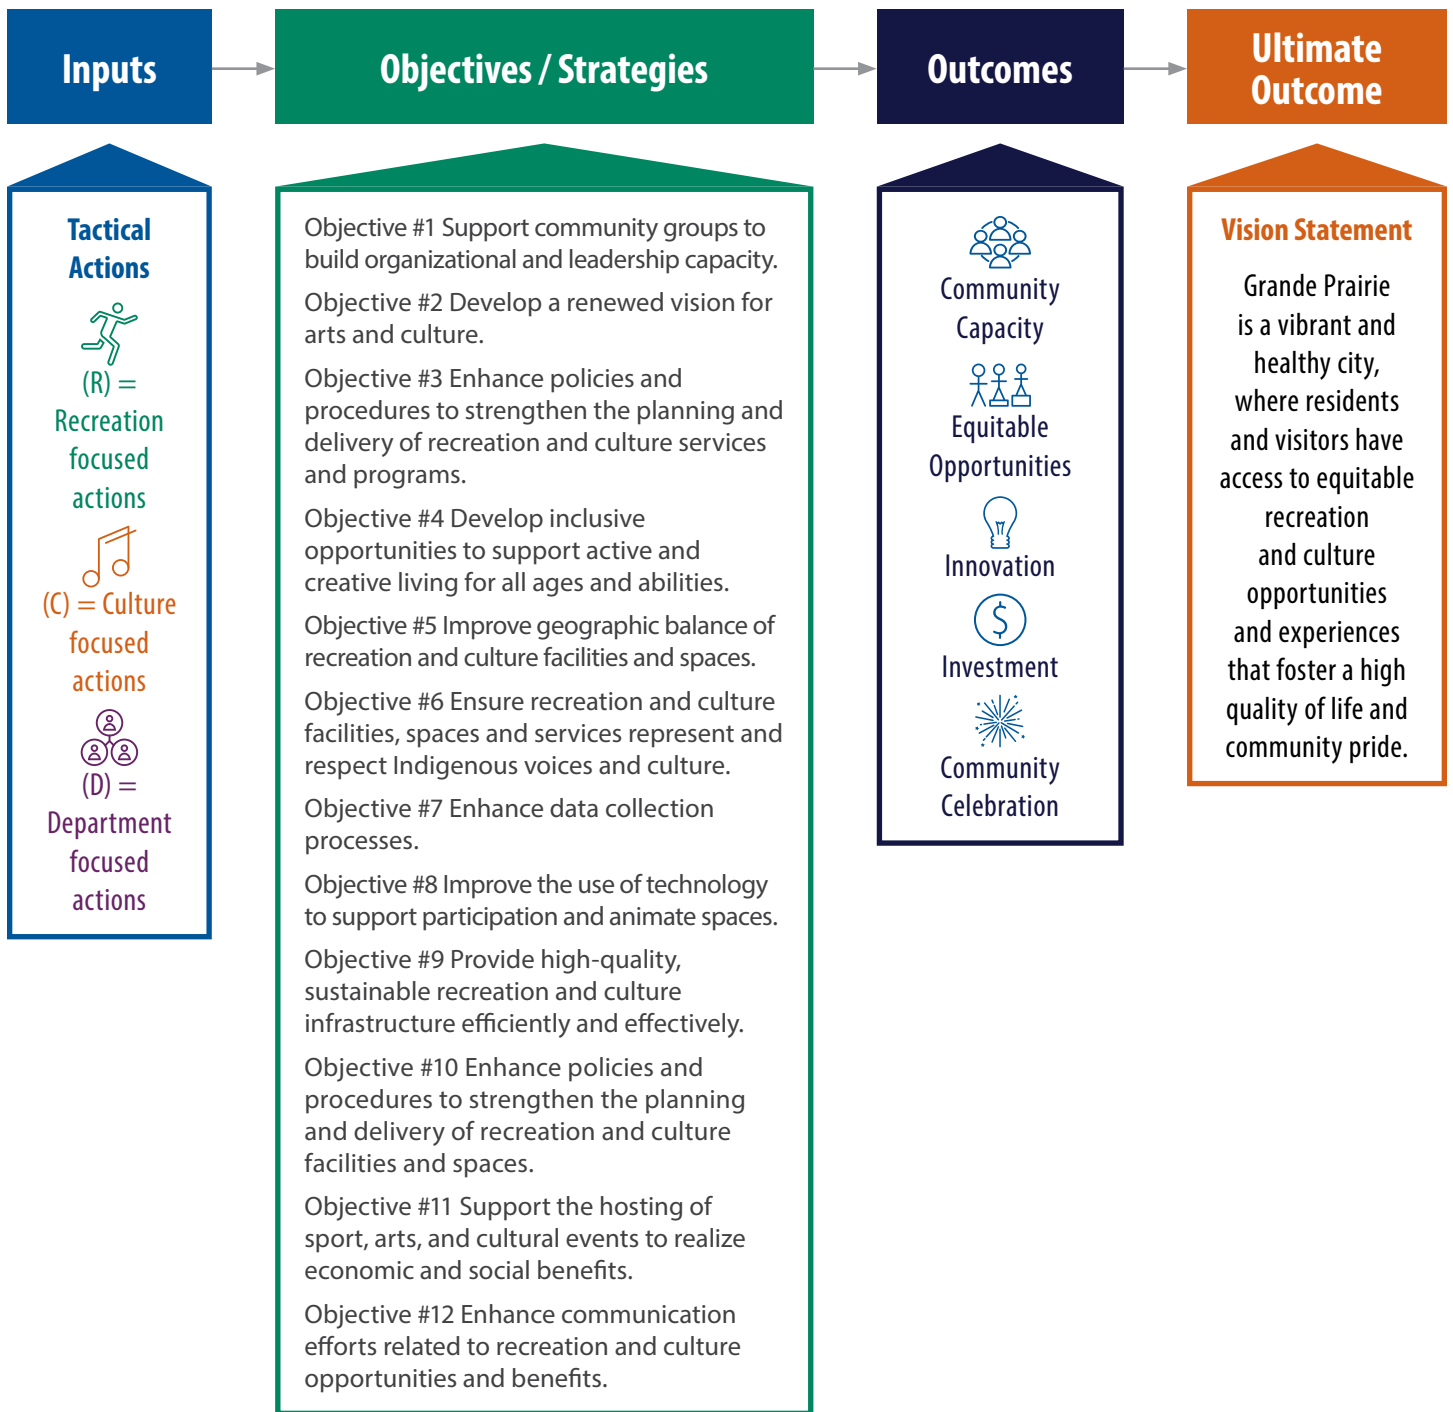 Inputs
Objectives / Strategies
Outcomes
Ultimate
Outcome
Tactical
Actions
(R) =
Recreation
focused
actions
(C) = Culture
focused
actions
(D) =
Department
focused
actions
Objective #1 Support community groups to
build organizational and leadership capacity.
Objective #2 Develop a renewed vision for
arts and culture.
Objective #3 Enhance policies and
procedures to strengthen the planning and
delivery of recreation and culture services
and programs.
Objective #4 Develop inclusive
opportunities to support active and
creative living for all ages and abilities.
Objective #5 Improve geographic balance of
recreation and culture facilities and spaces.
Objective #6 Ensure recreation and culture
facilities, spaces and services represent and
respect Indigenous voices and culture.
Objective #7 Enhance data collection
processes.
Objective #8 Improve the use of technology
to support participation and animate spaces.
Objective #9 Provide high-quality,
sustainable recreation and culture
infrastructure efficiently and effectively.
Objective #10 Enhance policies and
procedures to strengthen the planning
and delivery of recreation and culture
facilities and spaces.
Objective #11 Support the hosting of
sport, arts, and cultural events to realize
economic and social benefits.
Objective #12 Enhance communication
efforts related to recreation and culture
opportunities and benefits.
Community
Capacity
Equitable
Opportunities
Innovation
$
Investment
Community
Celebration
Vision Statement
Grande Prairie
is a vibrant and
healthy city,
where residents
and visitors have
access to equitable
recreation
and culture
opportunities
and experiences
that foster a high
quality of life and
community pride.